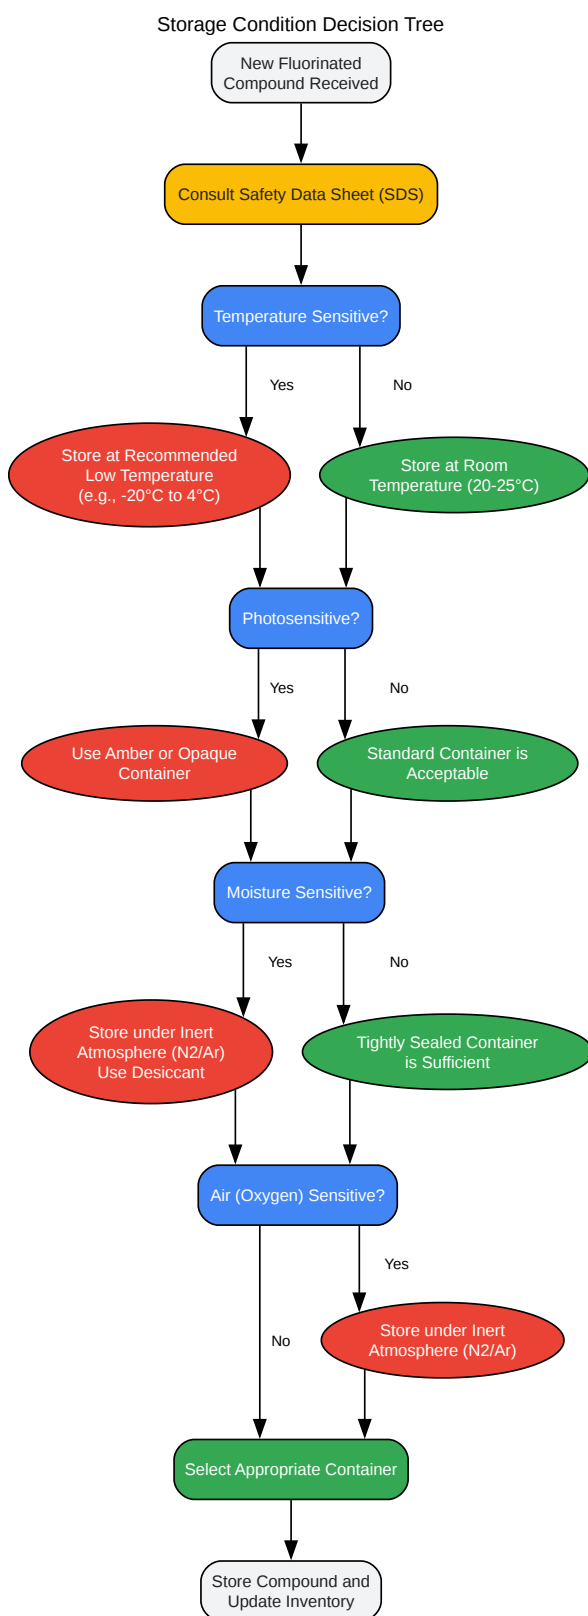 Storage Condition Decision Tree
New Fluorinated
Compound Received
Consult Safety Data Sheet (SDS)
Temperature Sensitive?
Yes
No
Store at Recommended
Low Temperature
(e.g., -20°C to 4°C)
Store at Room
Temperature (20-25°C)
Photosensitive?
Yes
No
Use Amber or Opaque
Container
Standard Container is
Acceptable
Moisture Sensitive?
Yes
No
Store under Inert
Atmosphere (N2/Ar)
Use Desiccant
Tightly Sealed Container
is Sufficient
Air (Oxygen) Sensitive?
Yes
No
Store under Inert
Atmosphere (N2/Ar)
Select Appropriate Container
Store Compound and
Update Inventory